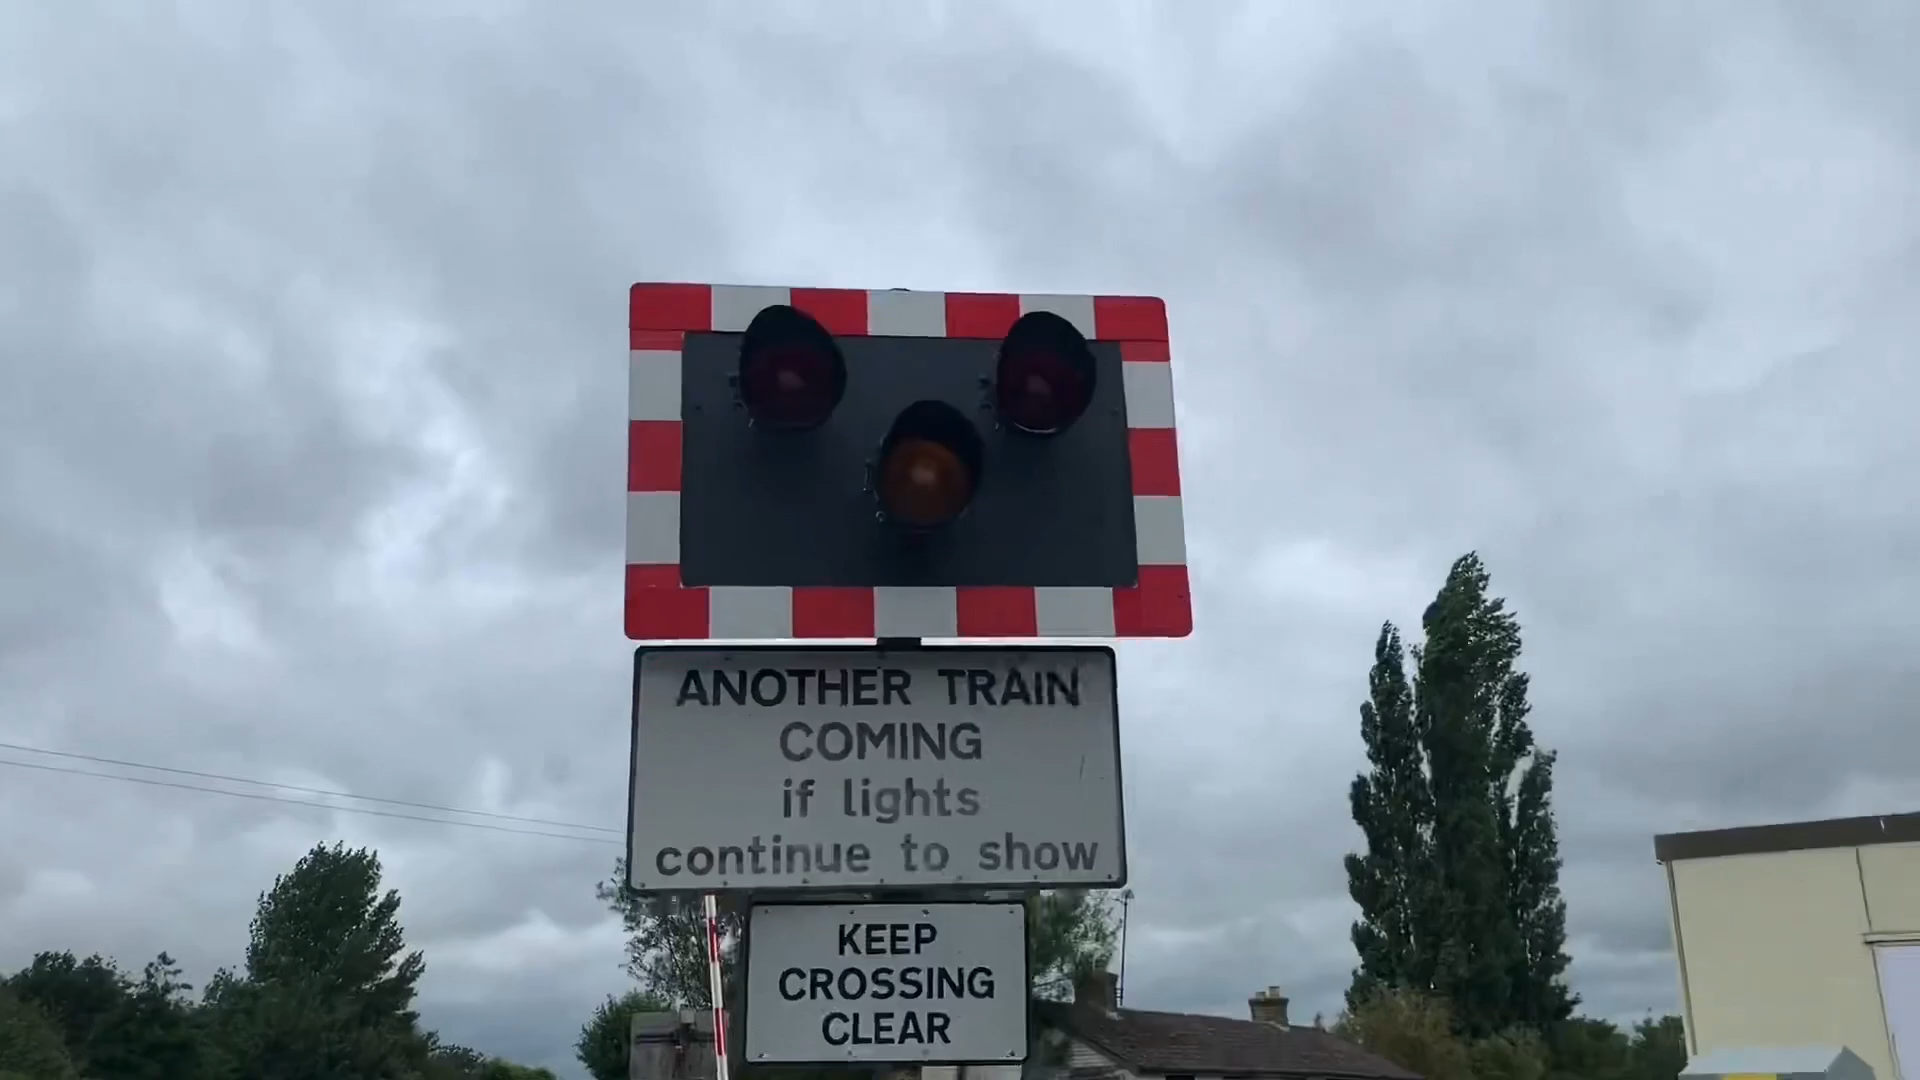 ANOTHER TRAIN
COMING
if lights
continue to show
KEEP
CROSSING
CLEAR